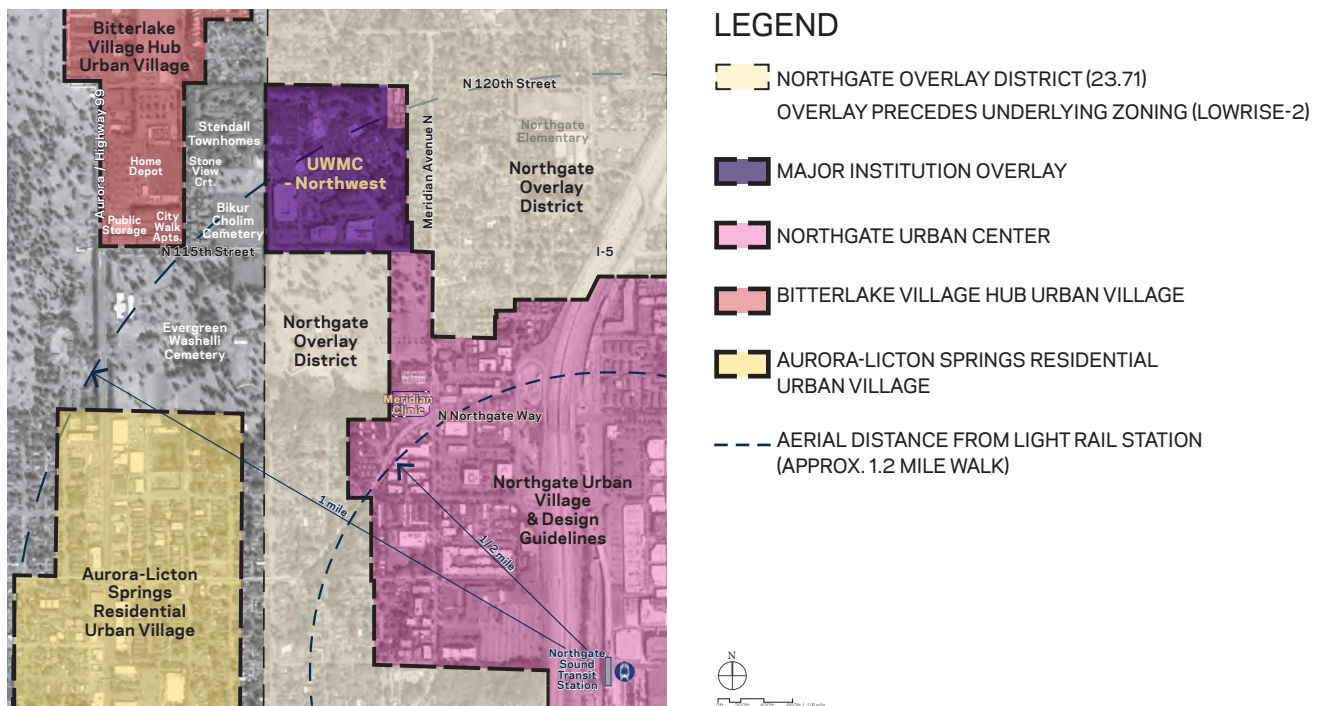 Bitterlake
Village Hub
Urban Village
Aurora / Highway 99
N 120th Street
Stendall
Townhomes
Northgate
Elementary
Home
Depot
Stone
View
Crt.
UWMC
- Northwest
Meridian Avenue N
Northgate
Overlay
District
Public
Storage
City
Walk
Apts.
Bikur
Cholim
Cemetery
N 115th Street
I-5
Evergreen
Washelli
Cemetery
Northgate
Overlay
District
Meridian
Clinic
N Northgate Way
1 mile
1/2 mile
Northgate Urban
Village
& Design
Guidelines
Aurora-Licton
Springs
Residential
Urban Village
Northgate
Sound
Transit
Station
LEGEND
NORTHGATE OVERLAY DISTRICT (23.71)
OVERLAY PRECEDES UNDERLYING ZONING (LOWRISE-2)
MAJOR INSTITUTION OVERLAY
NORTHGATE URBAN CENTER
BITTERLAKE VILLAGE HUB URBAN VILLAGE
AURORA-LICTON SPRINGS RESIDENTIAL
URBAN VILLAGE
AERIAL DISTANCE FROM LIGHT RAIL STATION
(APPROX. 1.2 MILE WALK)
N